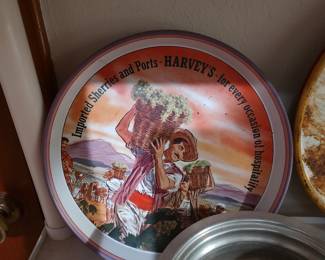 Imported Sherries and Ports - HARVEY'S - for every occasion of hospitality